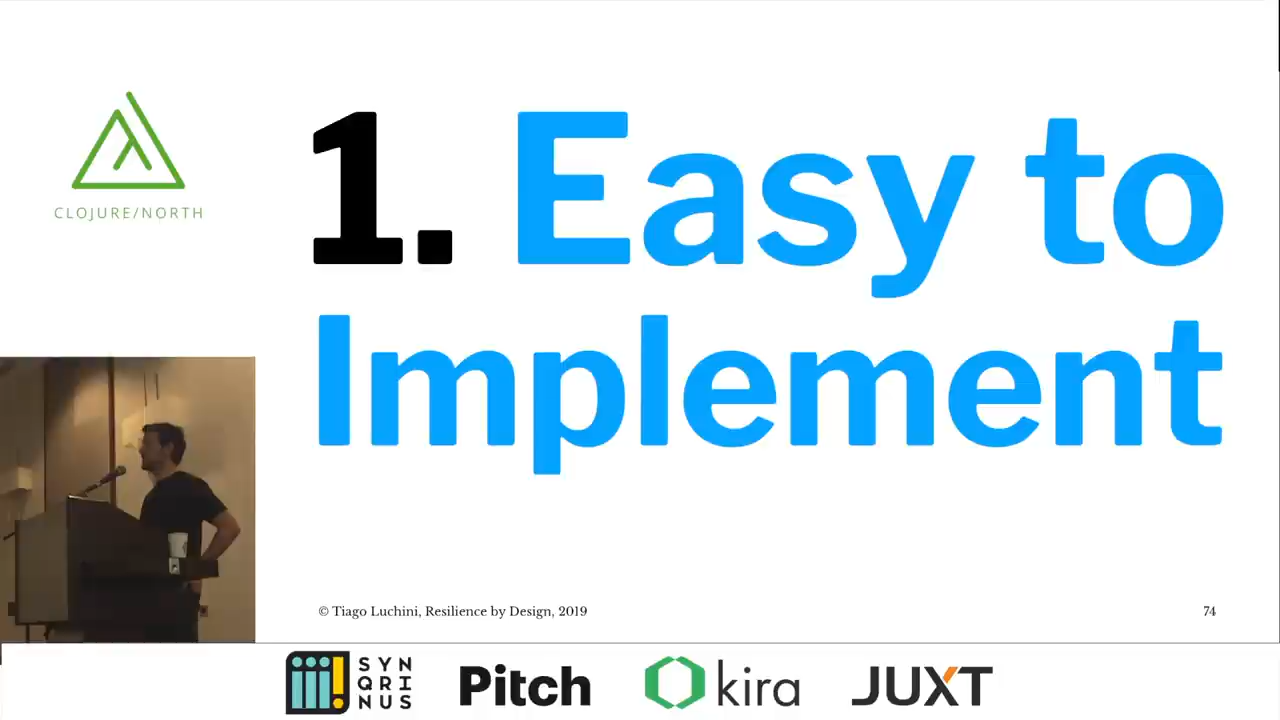 CLOJURE/NORTH
1. Easy to
Implement
© Tiago Luchini, Resilience by Design, 2019
74
SYN
QRI
NUS
Pitch
kira
JUXT